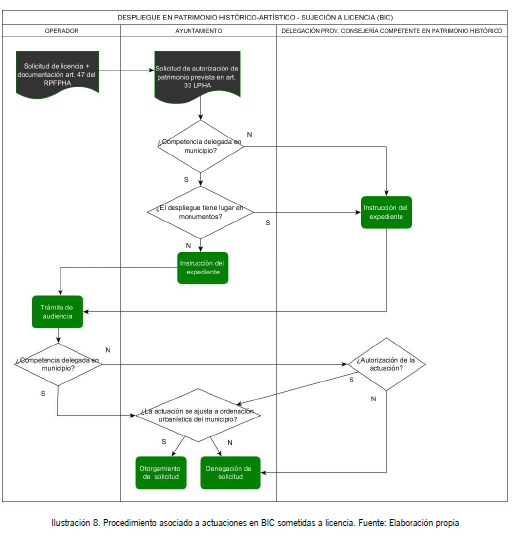 DESPLIEGUE EN PATRIMONIO HISTÓRICO-ARTÍSTICO - SUJECIÓN A LICENCIA (BIC)
OPERADOR
AYUNTAMIENTO
DELEGACIÓN PROV. CONSEJERÍA COMPETENTE EN PATRIMONIO HISTÓRICO
Solicitud de licencia +
documentación art. 47 del
RPFPHA
Solicitud de autorización de
patrimonio prevista en art.
33 LPHA
¿Competencia delegada en
municipio?
N
S
¿El despliegue tiene lugar en
monumentos?
S
N
Instrucción del
expediente
Instrucción del
expediente
Trámite de
audiencia
¿Competencia delegada en
municipio?
N
S
¿Autorización de la
actuación?
S
N
¿La actuación se ajusta a ordenación
urbanística del municipio?
S
N
Otorgamiento
de solicitud
Denegación de
solicitud
Ilustración 8. Procedimiento asociado a actuaciones en BIC sometidas a licencia. Fuente: Elaboración propia